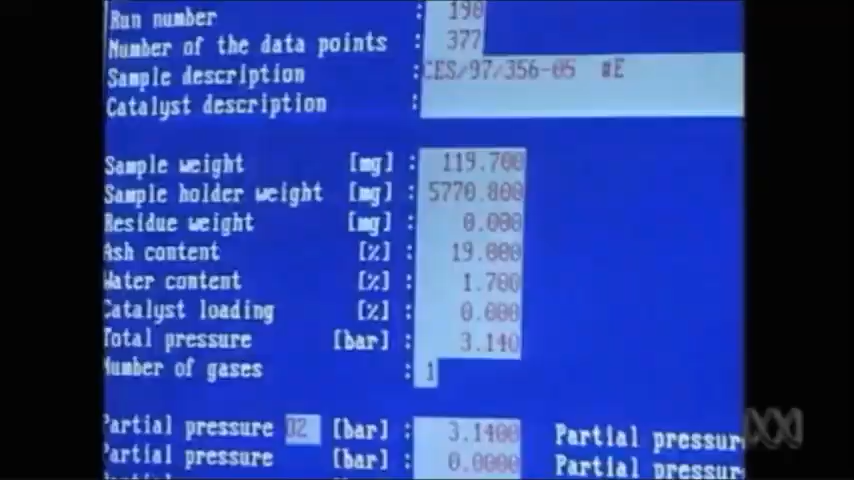 Run number : 190
Number of the data points : 377
Sample description : CES/97/356-05 #E
Catalyst description :
Sample weight [mg] : 119.700
Sample holder weight [mg] : 5770.800
Residue weight [mg] : 0.000
Ash content [%] : 19.000
Water content [%] : 1.700
Catalyst loading [%] : 0.000
Total pressure [bar] : 3.140
Number of gases : 1
Partial pressure O2 [bar] : 3.1400 Partial pressur
Partial pressure [bar] : 0.0000 Partial pressur